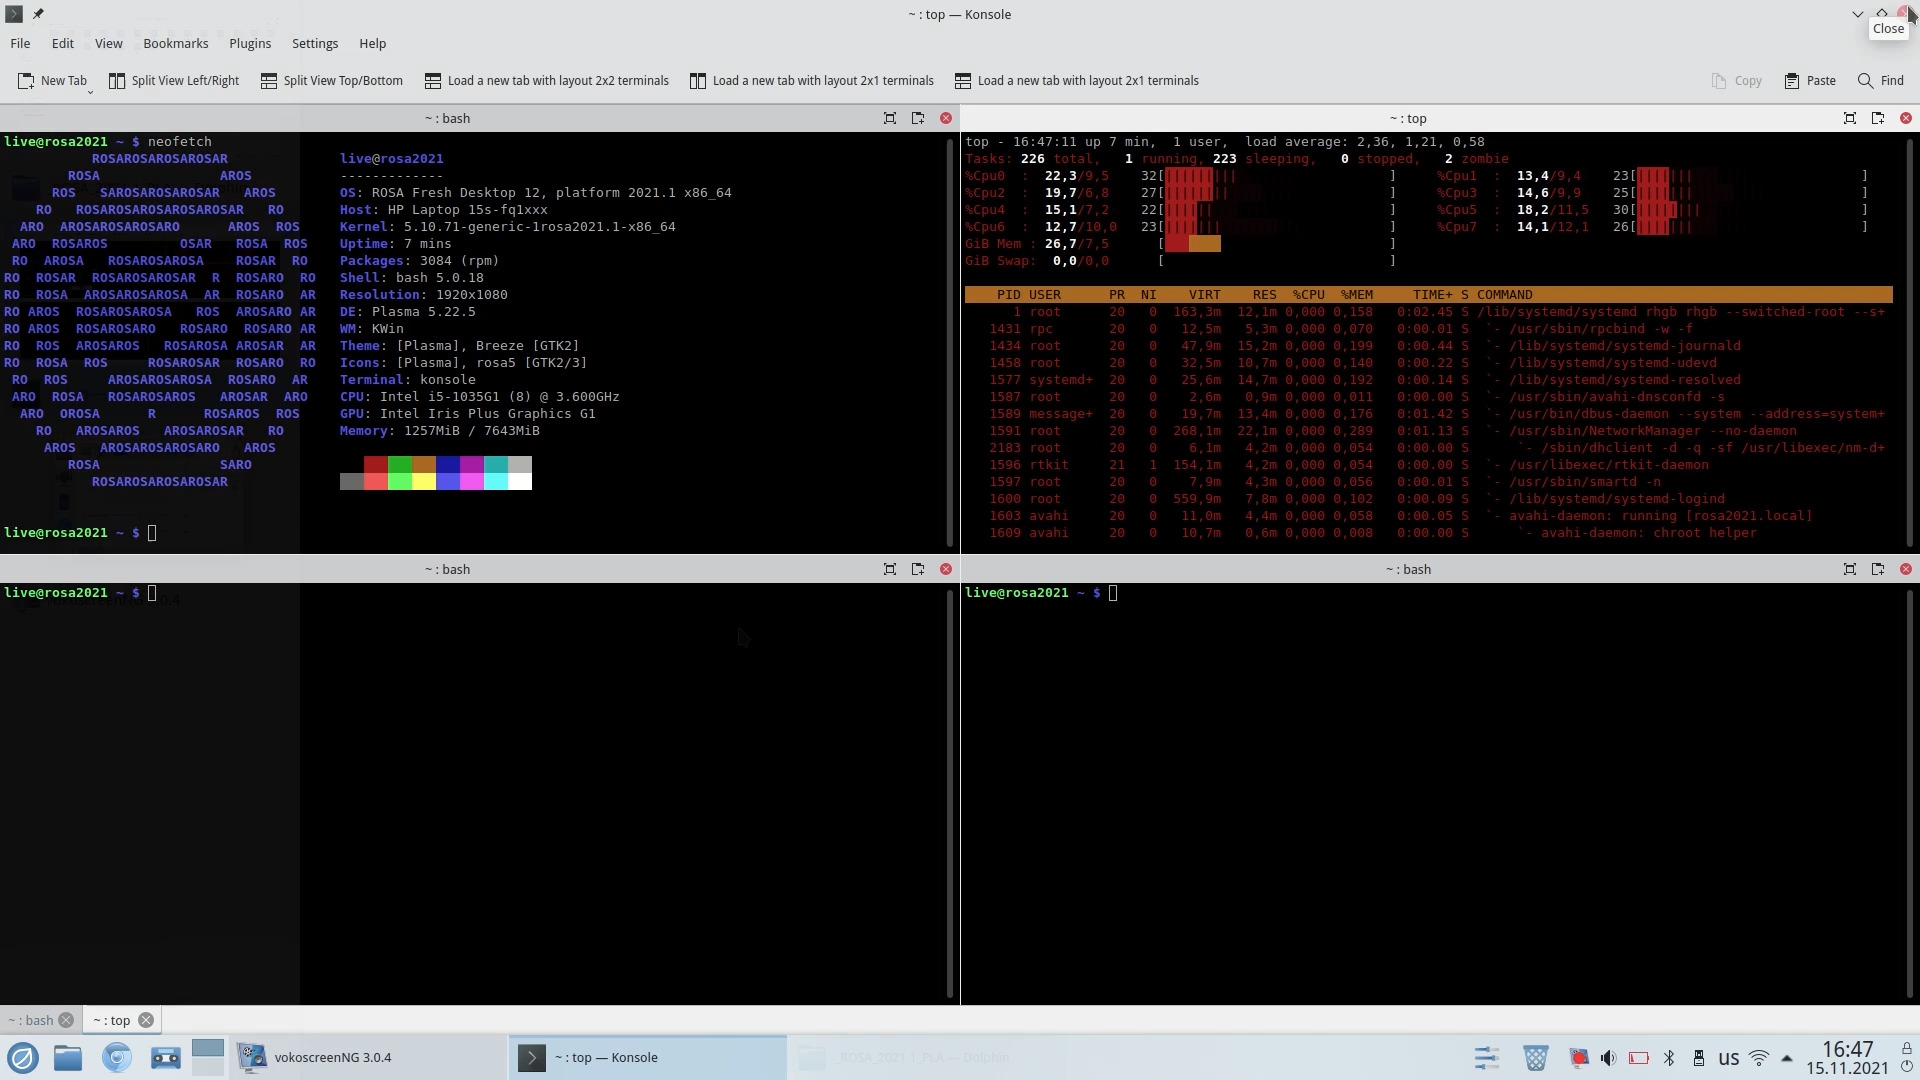 ~ : top — Konsole
Close
File Edit View Bookmarks Plugins Settings Help
New Tab Split View Left/Right Split View Top/Bottom Load a new tab with layout 2x2 terminals Load a new tab with layout 2x1 terminals Load a new tab with layout 2x1 terminals Copy Paste Find
~ : bash
live@rosa2021 ~ $ neofetch
ROSAROSAROSAROSAR
ROSA AROS
ROS SAROSAROSAROSAR AROS
RO ROSAROSAROSAROSAROSAR RO
ARO AROSAROSAROSARO AROS ROS
ARO ROSAROS OSAR ROSA ROS
RO AROSA ROSAROSAROSA ROSAR RO
RO ROSAR ROSAROSAROSAR R ROSARO RO
RO ROSA AROSAROSAROSA AR ROSARO AR
RO AROS ROSAROSAROSA ROS AROSARO AR
RO AROS ROSAROSARO ROSARO ROSARO AR
RO ROS AROSAROS ROSAROSA AROSAR AR
RO ROSA ROS ROSAROSAR ROSARO RO
RO ROS AROSAROSAROSA ROSARO AR
ARO ROSA ROSAROSAROS AROSAR ARO
ARO OROSA R ROSAROS ROS
RO AROSAROS AROSAROSAR RO
AROS AROSAROSAROSARO AROS
ROSA SARO
ROSAROSAROSAROSAR
live@rosa2021
-------------
OS: ROSA Fresh Desktop 12, platform 2021.1 x86_64
Host: HP Laptop 15s-fq1xxx
Kernel: 5.10.71-generic-1rosa2021.1-x86_64
Uptime: 7 mins
Packages: 3084 (rpm)
Shell: bash 5.0.18
Resolution: 1920x1080
DE: Plasma 5.22.5
WM: KWin
Theme: [Plasma], Breeze [GTK2]
Icons: [Plasma], rosa5 [GTK2/3]
Terminal: konsole
CPU: Intel i5-1035G1 (8) @ 3.600GHz
GPU: Intel Iris Plus Graphics G1
Memory: 1257MiB / 7643MiB
live@rosa2021 ~ $
~ : top
top - 16:47:11 up 7 min, 1 user, load average: 2,36, 1,21, 0,58
Tasks: 226 total, 1 running, 223 sleeping, 0 stopped, 2 zombie
%Cpu0 : 22,3/9,5 32[||||||||| ] %Cpu1 : 13,4/9,4 23[||||||| ]
%Cpu2 : 19,7/6,8 27[|||||||| ] %Cpu3 : 14,6/9,9 25[||||||| ]
%Cpu4 : 15,1/7,2 22[|||||| ] %Cpu5 : 18,2/11,5 30[|||||||| ]
%Cpu6 : 12,7/10,0 23[||||||| ] %Cpu7 : 14,1/12,1 26[||||||| ]
GiB Mem : 26,7/7,5 [ ]
GiB Swap: 0,0/0,0 [ ]
PID USER PR NI VIRT RES %CPU %MEM TIME+ S COMMAND
1 root 20 0 163,3m 12,1m 0,000 0,158 0:02.45 S /lib/systemd/systemd rhgb rhgb --switched-root --s+
1431 rpc 20 0 12,5m 5,3m 0,000 0,070 0:00.01 S `- /usr/sbin/rpcbind -w -f
1434 root 20 0 47,9m 15,2m 0,000 0,199 0:00.44 S `- /lib/systemd/systemd-journald
1458 root 20 0 32,5m 10,7m 0,000 0,140 0:00.22 S `- /lib/systemd/systemd-udevd
1577 systemd+ 20 0 25,6m 14,7m 0,000 0,192 0:00.14 S `- /lib/systemd/systemd-resolved
1587 root 20 0 2,6m 0,9m 0,000 0,011 0:00.00 S `- /usr/sbin/avahi-dnsconfd -s
1589 message+ 20 0 19,7m 13,4m 0,000 0,176 0:01.42 S `- /usr/bin/dbus-daemon --system --address=system+
1591 root 20 0 268,1m 22,1m 0,000 0,289 0:01.13 S `- /usr/sbin/NetworkManager --no-daemon
2183 root 20 0 6,1m 4,2m 0,000 0,054 0:00.00 S `- /sbin/dhclient -d -q -sf /usr/libexec/nm-d+
1596 rtkit 21 1 154,1m 4,2m 0,000 0,054 0:00.00 S `- /usr/libexec/rtkit-daemon
1597 root 20 0 7,9m 4,3m 0,000 0,056 0:00.01 S `- /usr/sbin/smartd -n
1600 root 20 0 559,9m 7,8m 0,000 0,102 0:00.09 S `- /lib/systemd/systemd-logind
1603 avahi 20 0 11,0m 4,4m 0,000 0,058 0:00.05 S `- avahi-daemon: running [rosa2021.local]
1609 avahi 20 0 10,7m 0,6m 0,000 0,008 0:00.00 S `- avahi-daemon: chroot helper
~ : bash
live@rosa2021 ~ $
~ : bash
live@rosa2021 ~ $
~ : bash ~ : top
vokoscreenNG 3.0.4 ~ : top — Konsole us 16:47
15.11.2021